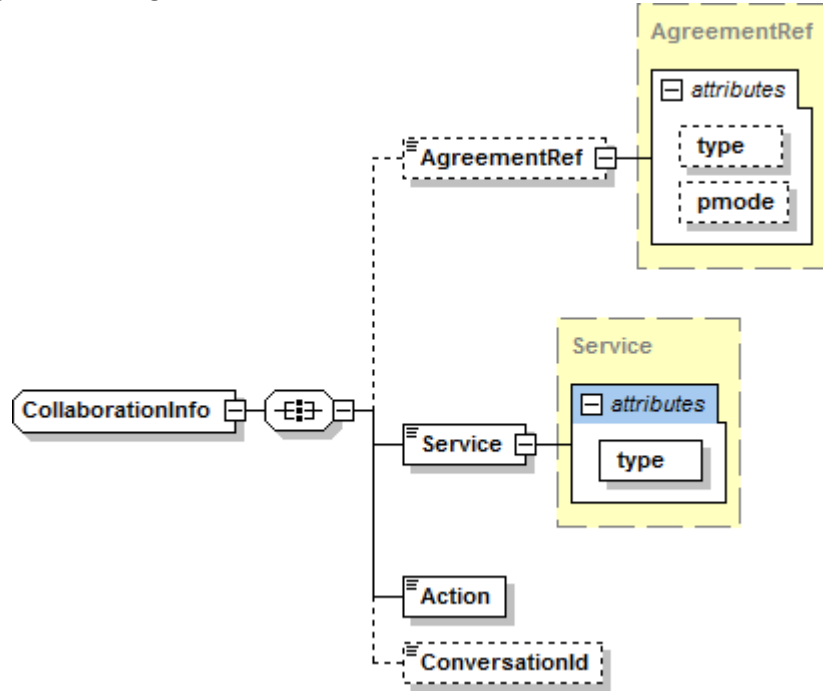 AgreementRef
attributes
type
pmode
AgreementRef
Service
attributes
type
CollaborationInfo
Service
Action
ConversationId